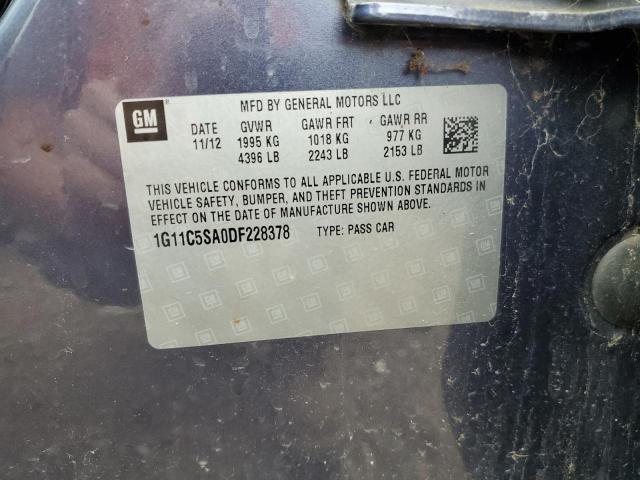 GM MFD BY GENERAL MOTORS LLC
DATE GVWR GAWR FRT GAWR RR
11/12 1995 KG 1018 KG 977 KG
4396 LB 2243 LB 2153 LB
THIS VEHICLE CONFORMS TO ALL APPLICABLE U.S. FEDERAL MOTOR
VEHICLE SAFETY, BUMPER, AND THEFT PREVENTION STANDARDS IN
EFFECT ON THE DATE OF MANUFACTURE SHOWN ABOVE.
1G11C5SA0DF228378 TYPE: PASS CAR